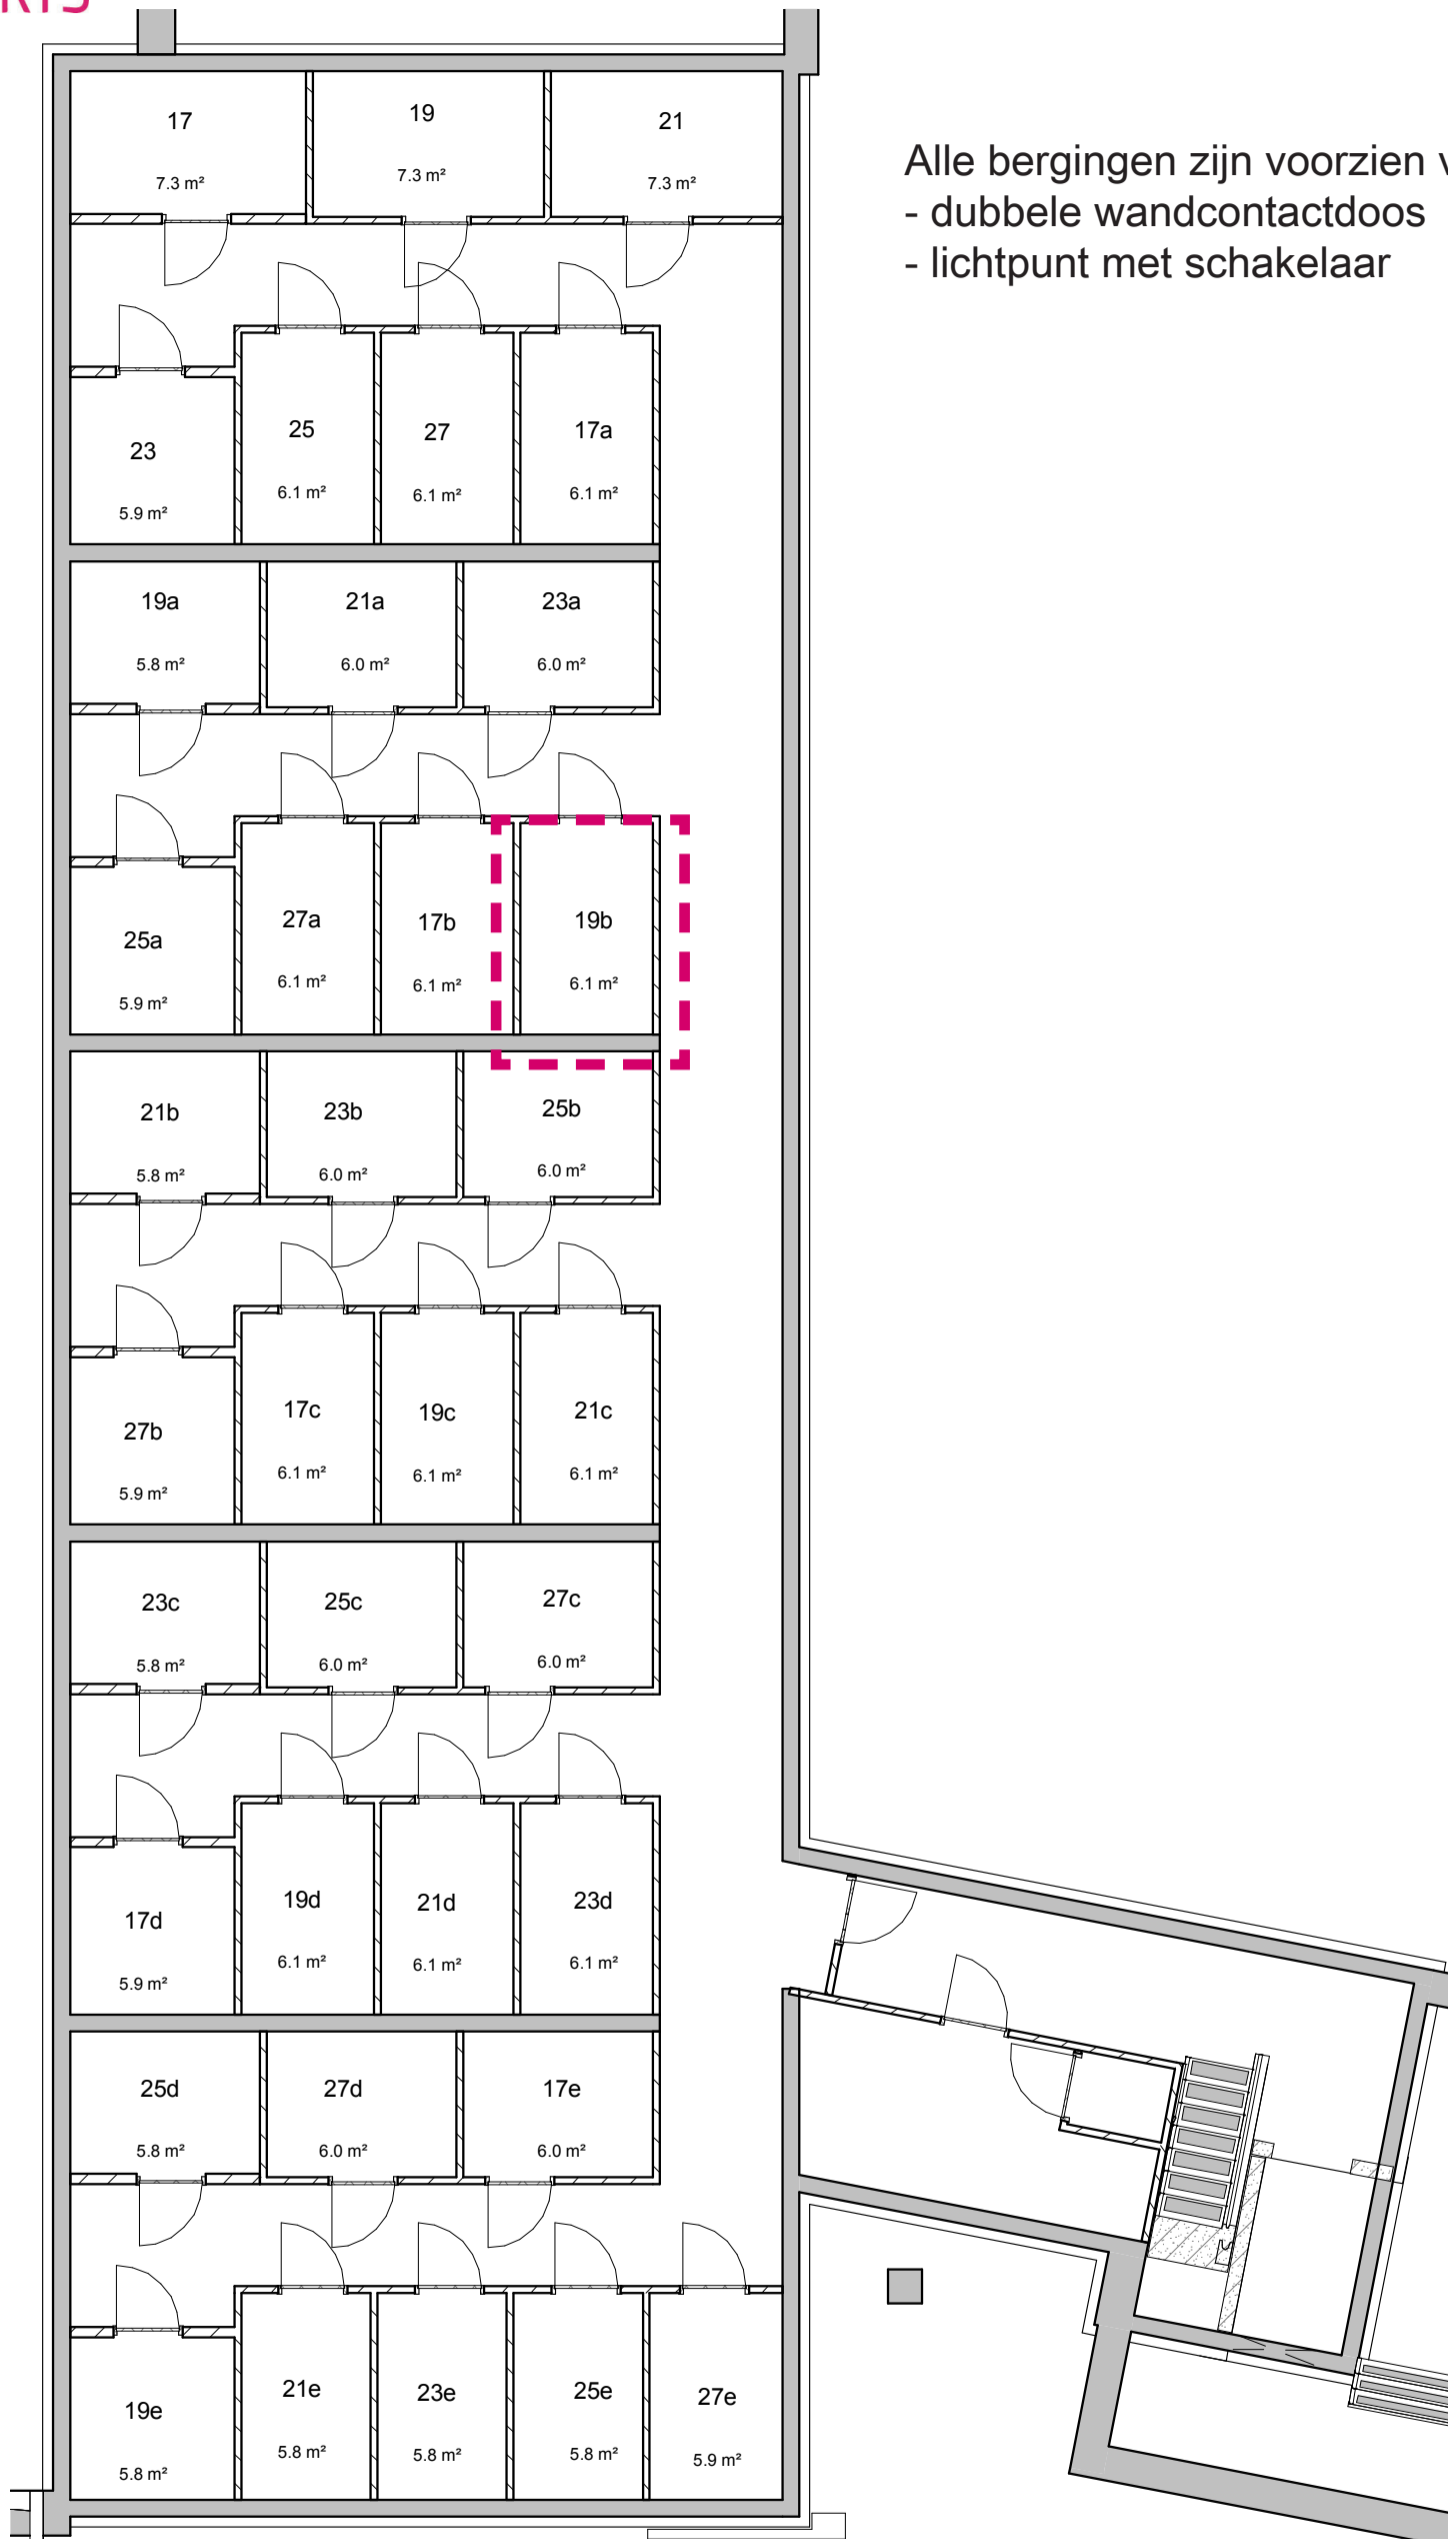 17
19
21
7.3 m²
7.3 m²
7.3 m²
Alle bergingen zijn voorzien
- dubbele wandcontactdoos
- lichtpunt met schakelaar
23
25
27
17a
5.9 m²
6.1 m²
6.1 m²
6.1 m²
19a
21a
23a
5.8 m²
6.0 m²
6.0 m²
25a
27a
17b
19b
5.9 m²
6.1 m²
6.1 m²
6.1 m²
21b
23b
25b
5.8 m²
6.0 m²
6.0 m²
27b
17c
19c
21c
5.9 m²
6.1 m²
6.1 m²
6.1 m²
23c
25c
27c
5.8 m²
6.0 m²
6.0 m²
17d
19d
21d
23d
5.9 m²
6.1 m²
6.1 m²
6.1 m²
25d
27d
17e
5.8 m²
6.0 m²
6.0 m²
19e
21e
23e
25e
27e
5.8 m²
5.8 m²
5.8 m²
5.8 m²
5.9 m²